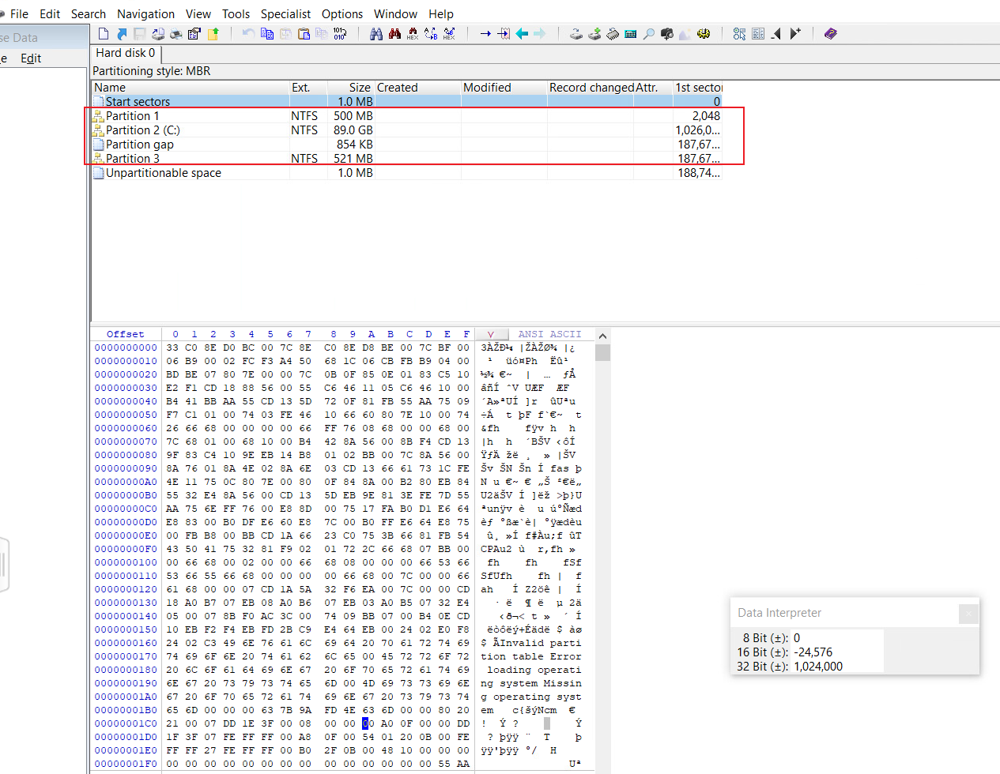 File Edit Search Navigation View Tools Specialist Options Window Help
se Data
e Edit
Hard disk 0
Partitioning style: MBR
Name Ext. Size Created Modified Record changed Attr. 1st sector
Start sectors 1.0 MB 0
Partition 1 NTFS 500 MB 2,048
Partition 2 (C:) NTFS 89.0 GB 1,026,0...
Partition gap 854 KB 187,67...
Partition 3 NTFS 521 MB 187,67...
Unpartitionable space 1.0 MB 188,74...
Offset 0 1 2 3 4 5 6 7 8 9 A B C D E F ANSI ASCII
0000000000 33 C0 8E D0 BC 00 7C 8E C0 8E D8 BE 00 7C BF 00 3ÀŽÐ¼ |ŽÀŽØ¾ |¿
0000000010 06 B9 00 02 FC F3 A4 50 68 1C 06 CB FB B9 04 00 ¹ üó¤Ph Ëû¹
0000000020 BD BE 07 80 7E 00 00 7C 0B 0F 85 0E 01 83 C5 10 ½¾ €~ | … ƒÅ
0000000030 E2 F1 CD 18 88 56 00 55 C6 46 11 05 C6 46 10 00 âñÍ ˆV UÆF ÆF
0000000040 B4 41 BB AA 55 CD 13 5D 72 0F 81 FB 55 AA 75 09 ´A»ªUÍ ]r ûUªu
0000000050 F7 C1 01 00 74 03 FE 46 10 66 60 80 7E 10 00 74 ÷Á t þF f`€~ t
0000000060 26 66 68 00 00 00 00 66 FF 76 08 68 00 00 68 00 &fh fÿv h h
0000000070 7C 68 01 00 68 10 00 B4 42 8A 56 00 8B F4 CD 13 |h h ´BŠV ‹ôÍ
0000000080 9F 83 C4 10 9E EB 14 B8 01 02 BB 00 7C 8A 56 00 ŸƒÄ žë ¸ » |ŠV
0000000090 8A 76 01 8A 4E 02 8A 6E 03 CD 13 66 61 73 1C FE Šv ŠN Šn Í fas þ
00000000A0 4E 11 75 0C 80 7E 00 80 0F 84 8A 00 B2 80 EB 84 N u €~ € „Š ²€ë„
00000000B0 55 32 E4 8A 56 00 CD 13 5D EB 9E 81 3E FE 7D 55 U2äŠV Í ]ëž >þ}U
00000000C0 AA 75 6E FF 76 00 E8 8D 00 75 17 FA B0 D1 E6 64 ªunÿv è u ú°Ñæd
00000000D0 E8 83 00 B0 DF E6 60 E8 7C 00 B0 FF E6 64 E8 75 èƒ °ßæ`è| °ÿædèu
00000000E0 00 FB B8 00 BB CD 1A 66 23 C0 75 3B 66 81 FB 54 û¸ »Í f#Àu;f ûT
00000000F0 43 50 41 75 32 81 F9 02 01 72 2C 66 68 07 BB 00 CPAu2 ù r,fh »
0000000100 00 66 68 00 02 00 00 66 68 08 00 00 00 66 53 66 fh fh fSf
0000000110 53 66 55 66 68 00 00 00 00 66 68 00 7C 00 00 66 SfUfh fh | f
0000000120 61 68 00 00 07 CD 1A 5A 32 F6 EA 00 7C 00 00 CD ah Í Z2öê | Í
0000000130 18 A0 B7 07 EB 08 A0 B6 07 EB 03 A0 B5 07 32 E4 · ë ¶ ë µ 2ä
0000000140 05 00 07 8B F0 AC 3C 00 74 09 BB 07 00 B4 0E CD ‹ð¬< t » ´ Í
0000000150 10 EB F2 F4 EB FD 2B C9 E4 64 EB 00 24 02 E0 F8 ëòôëý+Éädë $ àø
0000000160 24 02 C3 49 6E 76 61 6C 69 64 20 70 61 72 74 69 $ ÃInvalid parti
0000000170 74 69 6F 6E 20 74 61 62 6C 65 00 45 72 72 6F 72 tion table Error
0000000180 20 6C 6F 61 64 69 6E 67 20 6F 70 65 72 61 74 69 loading operati
0000000190 6E 67 20 73 79 73 74 65 6D 00 4D 69 73 73 69 6E ng system Missin
00000001A0 67 20 6F 70 65 72 61 74 69 6E 67 20 73 79 73 74 g operating syst
00000001B0 65 6D 00 00 00 63 7B 9A FD 4E 63 6D 00 00 80 20 em c{šýNcm €
00000001C0 21 00 07 DD 1E 3F 00 08 00 00 00 A0 0F 00 00 DD ! Ý ? Ý
00000001D0 1F 3F 07 FE FF FF 00 A8 0F 00 54 01 20 0B 00 FE ? þÿÿ ¨ T þ
00000001E0 FF FF 27 FE FF FF 00 B0 2F 0B 00 48 10 00 00 00 ÿÿ'þÿÿ °/ H
00000001F0 00 00 00 00 00 00 00 00 00 00 00 00 00 00 55 AA Uª
Data Interpreter
8 Bit (±): 0
16 Bit (±): -24,576
32 Bit (±): 1,024,000